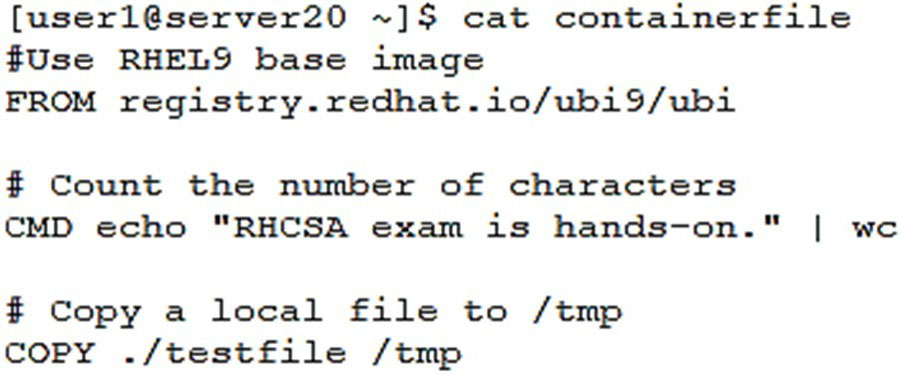 [user1@server20 ~]$ cat containerfile
#Use RHEL9 base image
FROM registry.redhat.io/ubi9/ubi
# Count the number of characters
CMD echo "RHCSA exam is hands-on." | wc
# Copy a local file to /tmp
COPY ./testfile /tmp